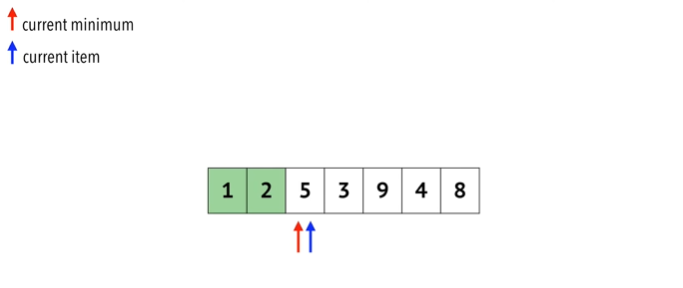 current minimum
current item
1 2 5 3 9 4 8